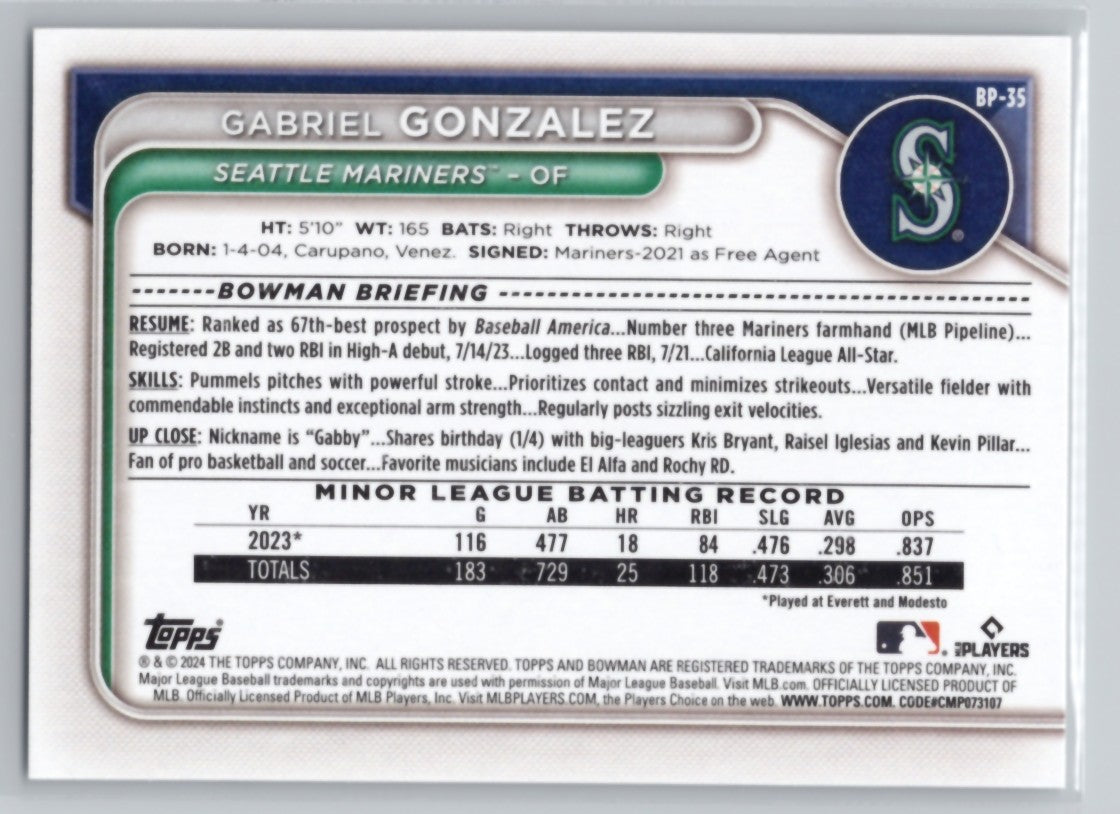 BP-35
GABRIEL GONZALEZ
SEATTLE MARINERS™ - OF
S®
HT: 5'10" WT: 165 BATS: Right THROWS: Right
BORN: 1-4-04, Carupano, Venez. SIGNED: Mariners-2021 as Free Agent
BOWMAN BRIEFING
RESUME: Ranked as 67th-best prospect by Baseball America...Number three Mariners farmhand (MLB Pipeline)...
Registered 2B and two RBI in High-A debut, 7/14/23...Logged three RBI, 7/21...California League All-Star.
SKILLS: Pummels pitches with powerful stroke...Prioritizes contact and minimizes strikeouts...Versatile fielder with
commendable instincts and exceptional arm strength...Regularly posts sizzling exit velocities.
UP CLOSE: Nickname is “Gabby”...Shares birthday (1/4) with big-leaguers Kris Bryant, Raisel Iglesias and Kevin Pillar...
Fan of pro basketball and soccer...Favorite musicians include El Alfa and Rochy RD.
MINOR LEAGUE BATTING RECORD
YR G AB HR RBI SLG AVG OPS
2023* 116 477 18 84 .476 .298 .837
TOTALS 183 729 25 118 .473 .306 .851
*Played at Everett and Modesto
Topps®
MLB PLAYERS
® & © 2024 THE TOPPS COMPANY, INC. ALL RIGHTS RESERVED. TOPPS AND BOWMAN ARE REGISTERED TRADEMARKS OF THE TOPPS COMPANY, INC.
Major League Baseball trademarks and copyrights are used with permission of Major League Baseball. Visit MLB.com. OFFICIALLY LICENSED PRODUCT OF
MLB. Officially Licensed Product of MLB Players, Inc. Visit MLBPLAYERS.COM, the Players Choice on the web. WWW.TOPPS.COM. CODE#CMP073107